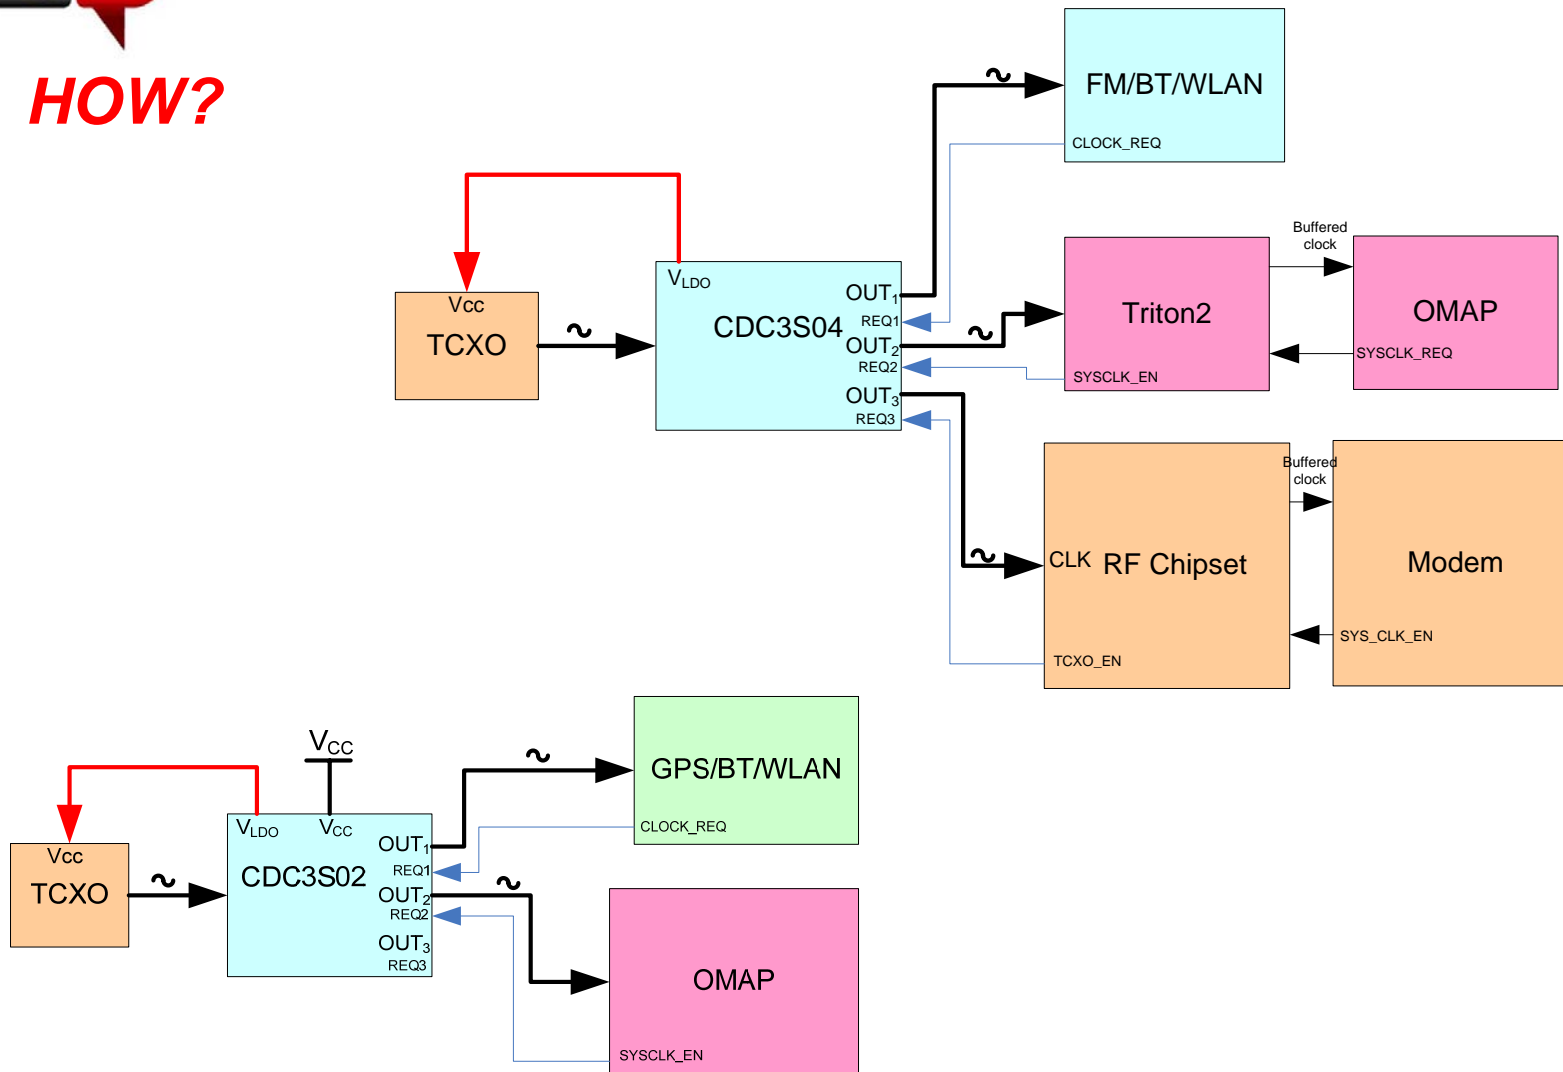 HOW?
FM/BT/WLAN
CLOCK_REQ
VLDO
Vcc
TCXO
CDC3S04
OUT1
REQ1
OUT2
REQ2
OUT3
REQ3
Triton2
SYSCLK_EN
Buffered
clock
OMAP
SYSCLK_REQ
CLK RF Chipset
TCXO_EN
Buffered
clock
Modem
SYS_CLK_EN
VCC
VLDO
VCC
Vcc
TCXO
CDC3S02
OUT1
REQ1
OUT2
REQ2
OUT3
REQ3
GPS/BT/WLAN
CLOCK_REQ
OMAP
SYSCLK_EN